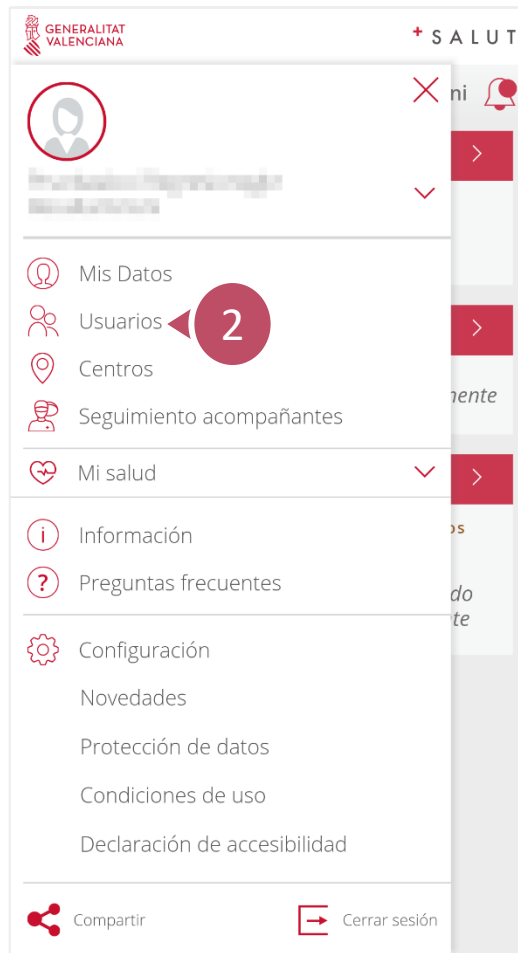 GENERALITAT
VALENCIANA
+ SALUT
ni
Mis Datos
Usuarios
2
Centros
Seguimiento acompañantes
nente
Mi salud
os
i
Información
?
Preguntas frecuentes
do
te
Configuración
Novedades
Protección de datos
Condiciones de uso
Declaración de accesibilidad
Compartir
Cerrar sesión